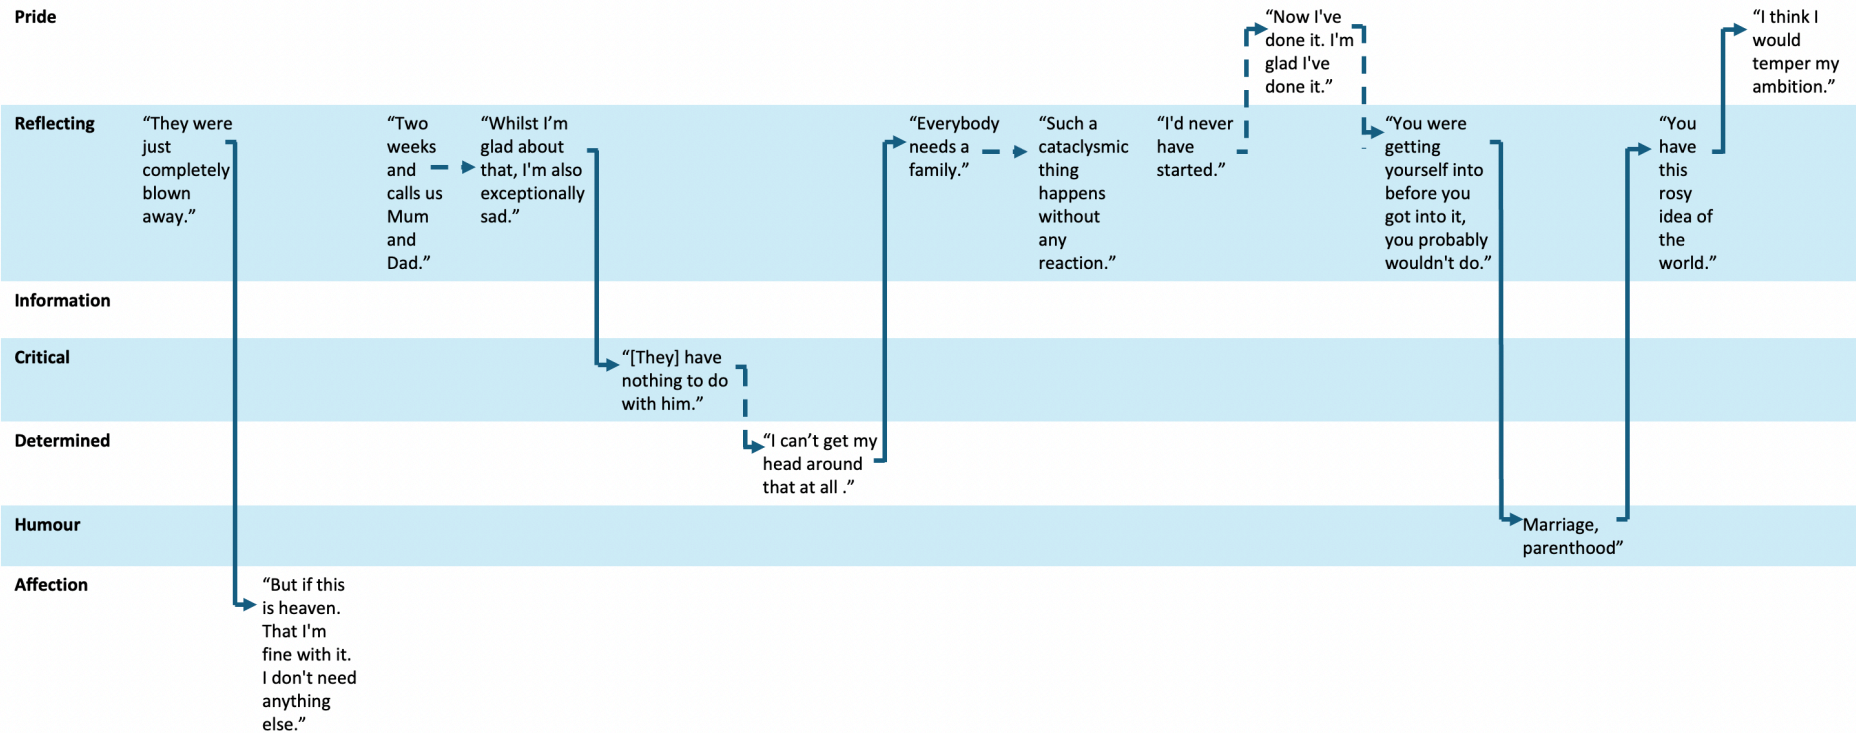 Pride
“Now I've
done it. I'm
glad I've
done it.”
“I think I
would
temper my
ambition.”
Reflecting
“They were
just
completely
blown
away.”
“Two
weeks
and
calls us
Mum
and
Dad.”
“Whilst I’m
glad about
that, I'm also
exceptionally
sad.”
“Everybody
needs a
family.”
“Such a
cataclysmic
thing
happens
without
any
reaction.”
“I'd never
have
started.”
“You were
getting
yourself into
before you
got into it,
you probably
wouldn't do.”
“You
have
this
rosy
idea of
the
world.”
Information
Critical
“[They] have
nothing to do
with him.”
Determined
“I can’t get my
head around
that at all .”
Humour
Marriage,
parenthood”
Affection
“But if this
is heaven.
That I'm
fine with it.
I don't need
anything
else.”